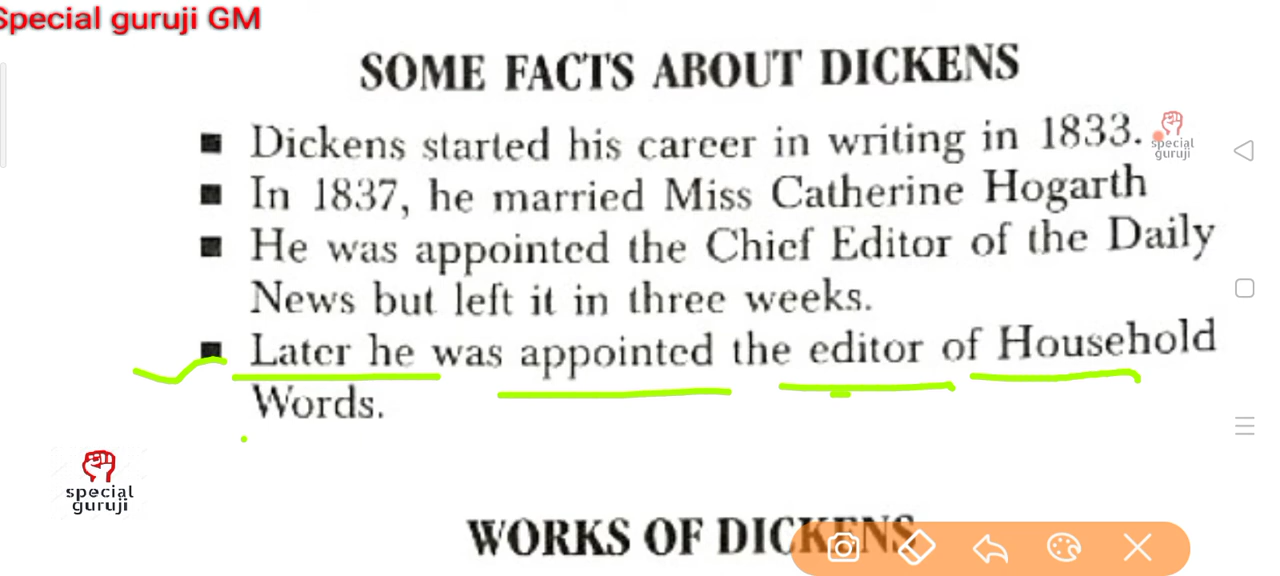 Special guruji GM
SOME FACTS ABOUT DICKENS
■ Dickens started his career in writing in 1833.
special
guruji
■ In 1837, he married Miss Catherine Hogarth
■ He was appointed the Chief Editor of the Daily
News but left it in three weeks.
■ Later he was appointed the editor of Household
Words.
special
guruji
WORKS OF DICKENS